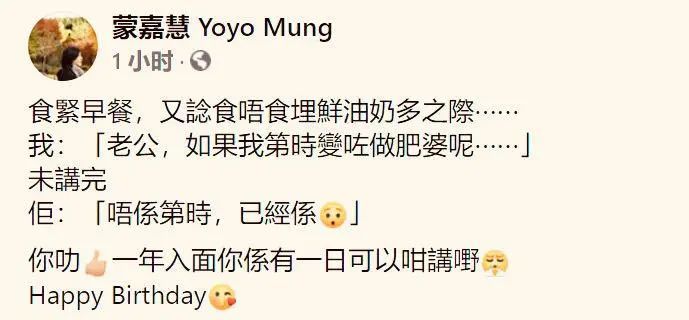 蒙嘉慧 Yoyo Mung
1 小时 ·
食緊早餐，又諗食唔食埋鮮油奶多之際⋯⋯
我：「老公，如果我第時變咗做肥婆呢⋯⋯」
未講完
佢：「唔係第時，已經係😯」
你叻👍🏻一年入面你係有一日可以咁講嘢😤
Happy Birthday😘